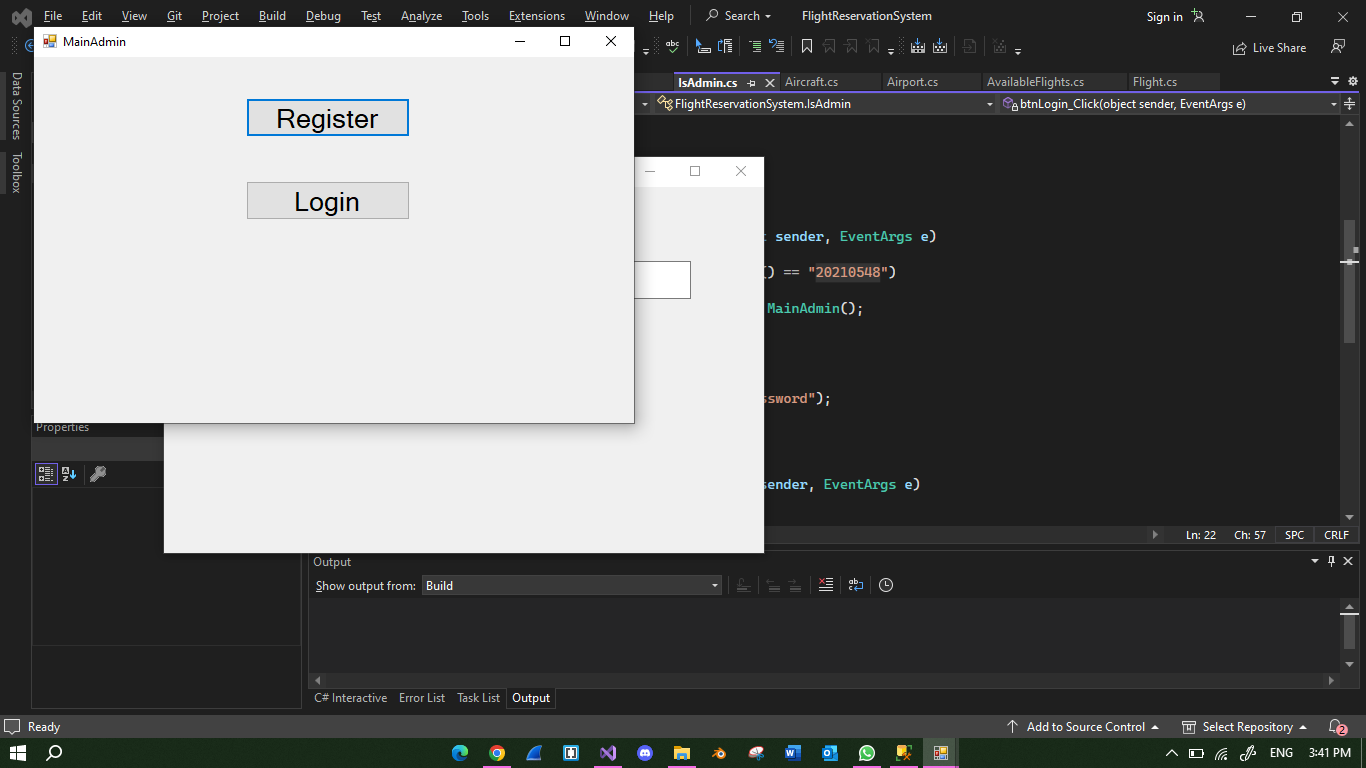 File Edit View Git Project Build Debug Test Analyze Tools Extensions Window Help Search FlightReservationSystem Sign in
MainAdmin
Live Share
Data Sources
Toolbox
IsAdmin.cs Aircraft.cs Airport.cs AvailableFlights.cs Flight.cs
FlightReservationSystem.IsAdmin btnLogin_Click(object sender, EventArgs e)
Register
Login
sender, EventArgs e)
() == "20210548")
MainAdmin();
ssword");
sender, EventArgs e)
Properties
Ln: 22 Ch: 57 SPC CRLF
Output
Show output from: Build
C# Interactive Error List Task List Output
Ready Add to Source Control Select Repository 2
ENG 3:41 PM